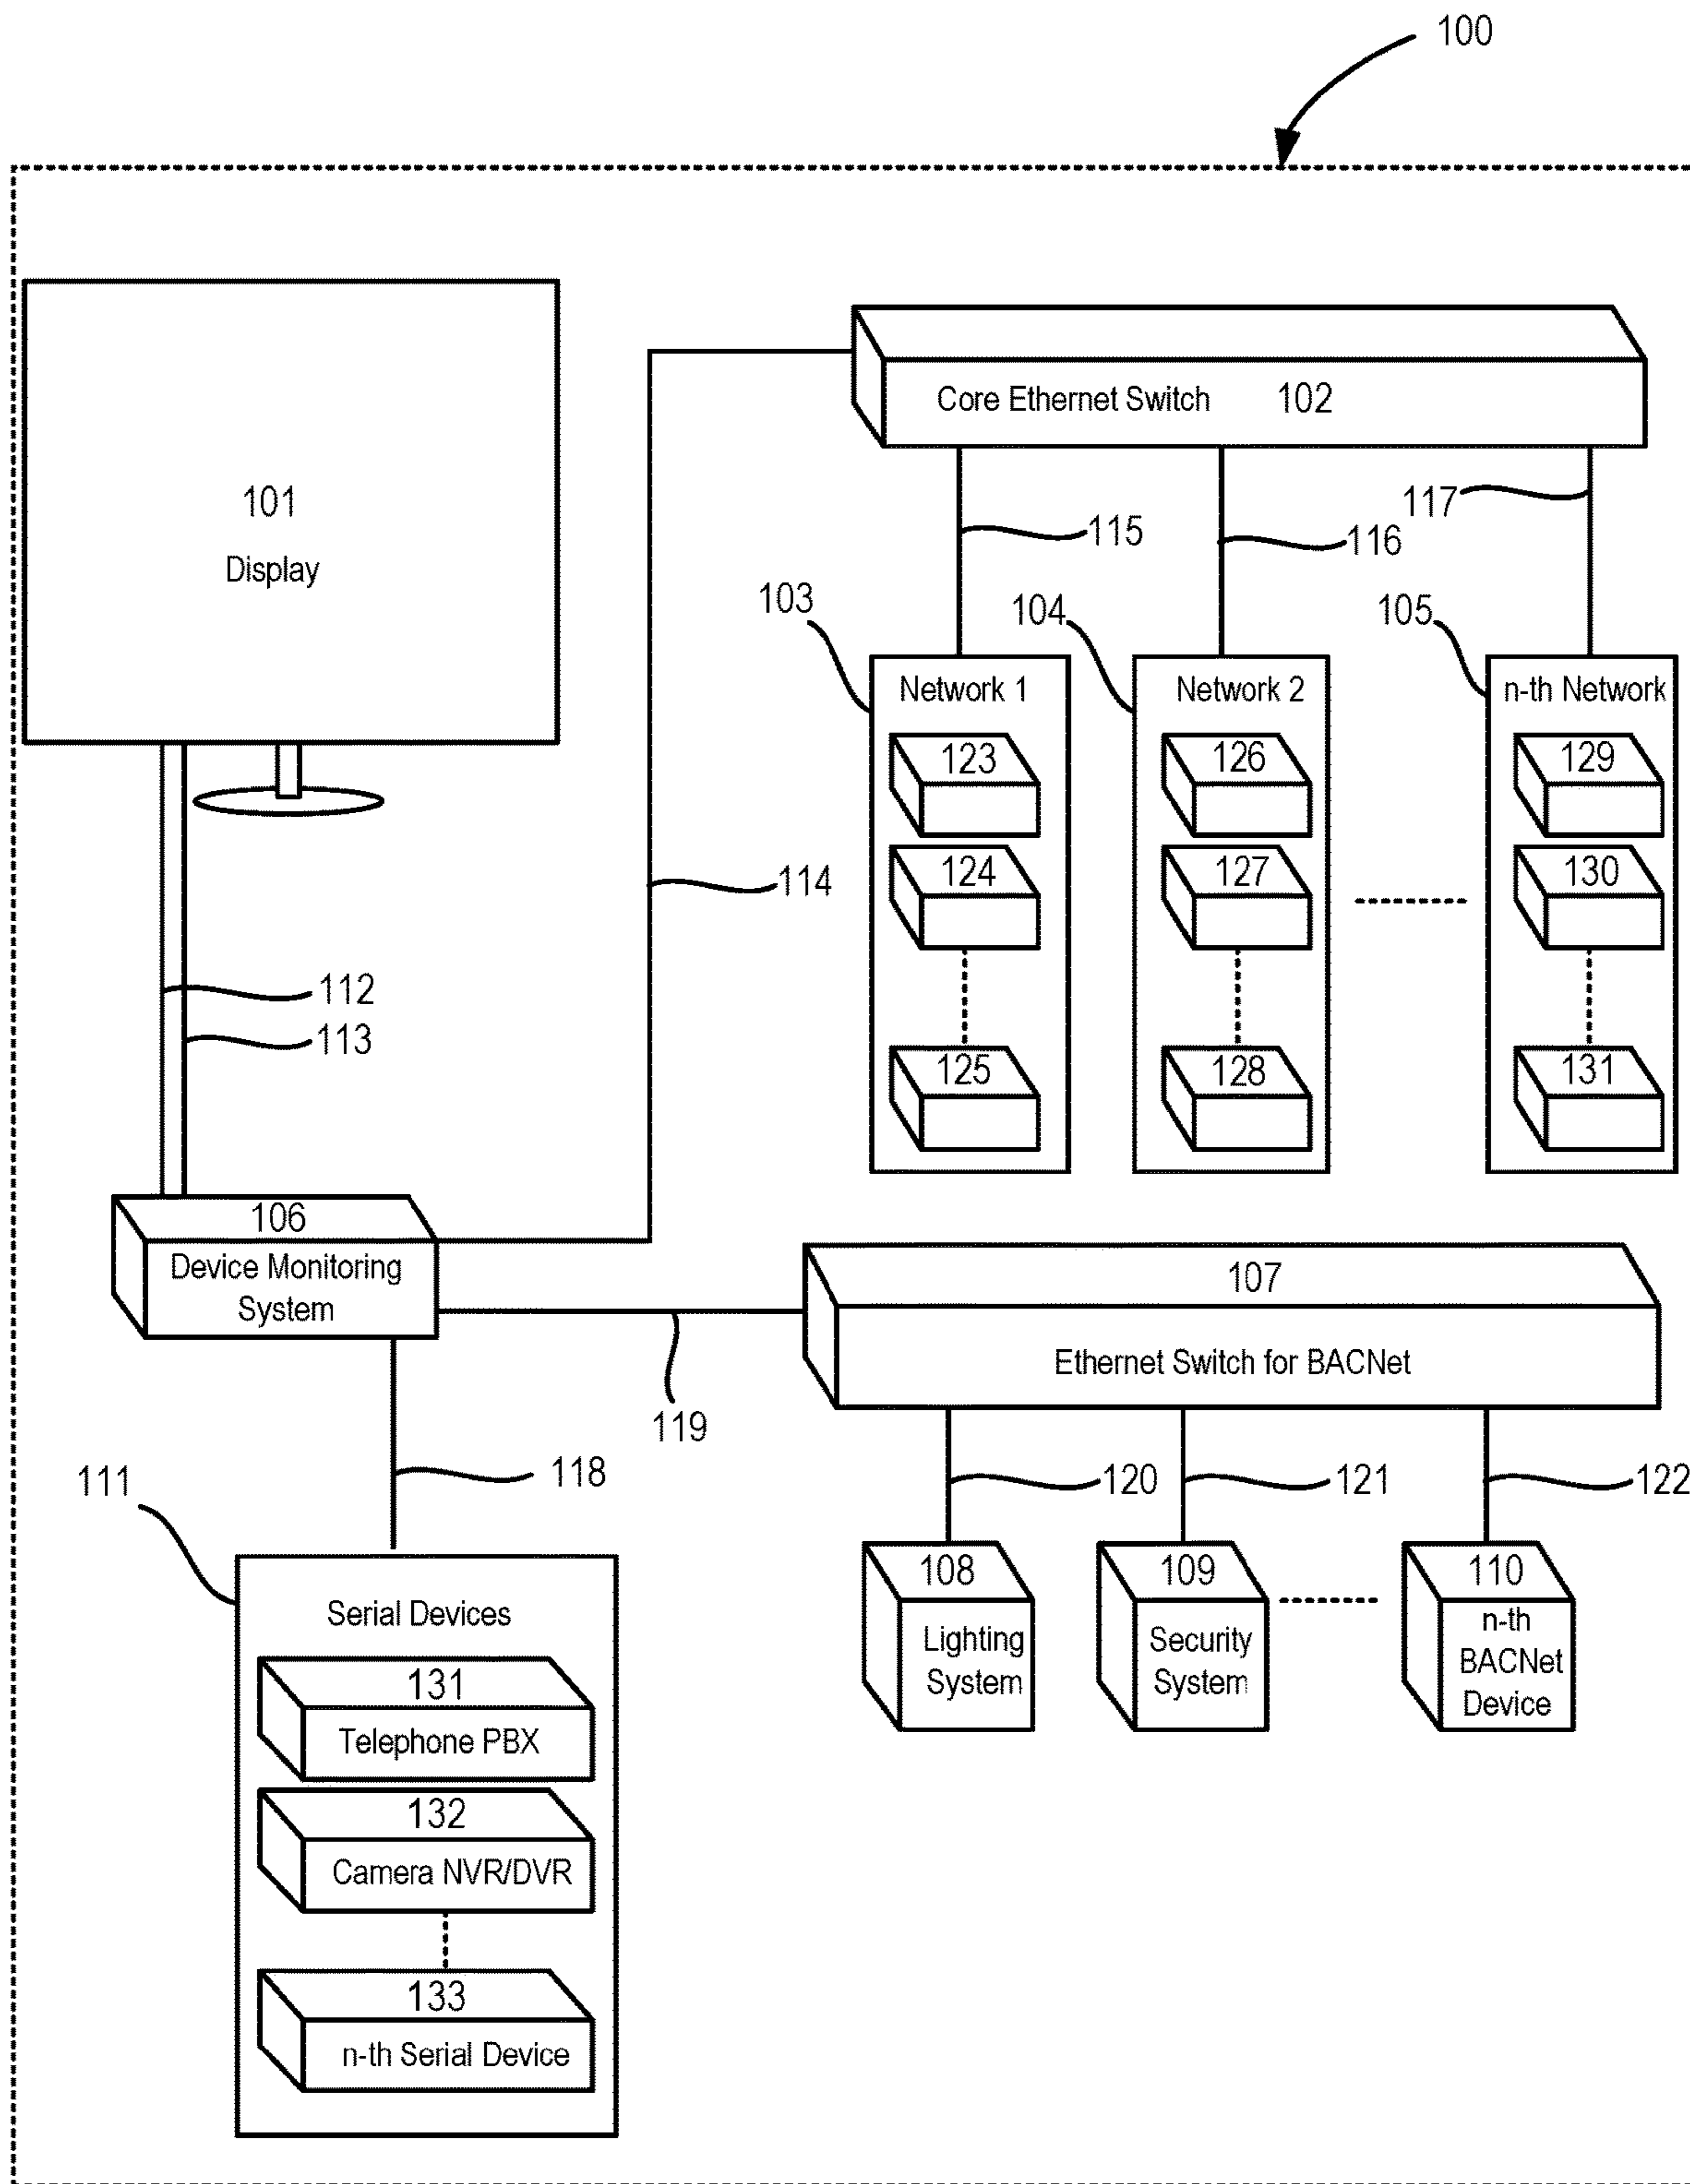 100
101
Display
Core Ethernet Switch 102
115
116
117
103
104
105
Network 1
Network 2
n-th Network
123
126
129
124
127
130
114
112
113
125
128
131
106
Device Monitoring
System
107
Ethernet Switch for BACNet
119
118
120
121
122
111
108
Lighting
System
109
Security
System
110
n-th
BACNet
Device
Serial Devices
131
Telephone PBX
132
Camera NVR/DVR
133
n-th Serial Device